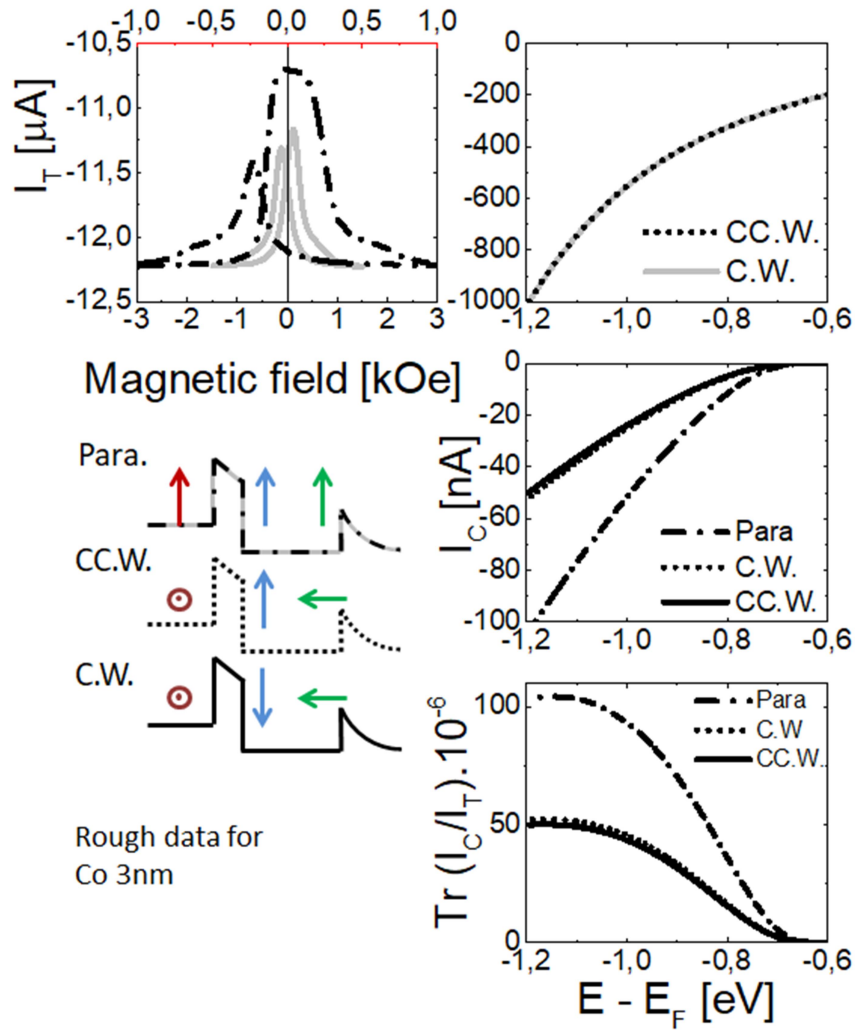 -1,0 -0,5 0,0 0,5 1,0
-10,5
-11,0
-11,5
-12,0
-12,5
I_T [µA]
-3 -2 -1 0 1 2 3
Magnetic field [kOe]
0
-200
-400
-600
-800
-1000
CC.W.
C.W.
-1,2 -1,0 -0,8 -0,6
Para.
CC.W.
C.W.
Rough data for
Co 3nm
0
-20
-40
-60
-80
-100
I_C [nA]
Para
C.W.
CC.W.
-1,2 -1,0 -0,8 -0,6
100
50
0
Tr (I_C/I_T).10^-6
Para
C.W
CC.W.
-1,2 -1,0 -0,8 -0,6
E - E_F [eV]